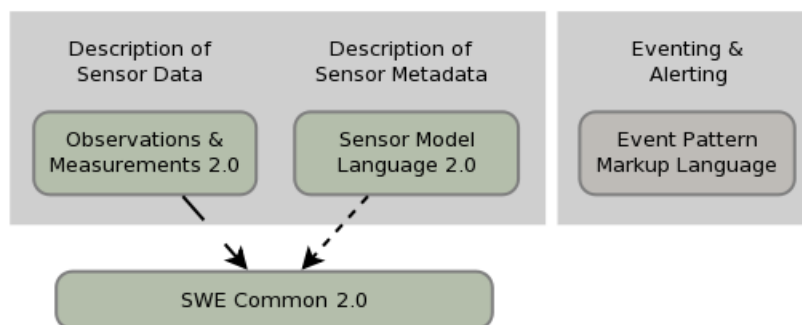 Description of
Sensor Data
Description of
Sensor Metadata
Eventing &
Alerting
Observations &
Measurements 2.0
Sensor Model
Language 2.0
Event Pattern
Markup Language
SWE Common 2.0